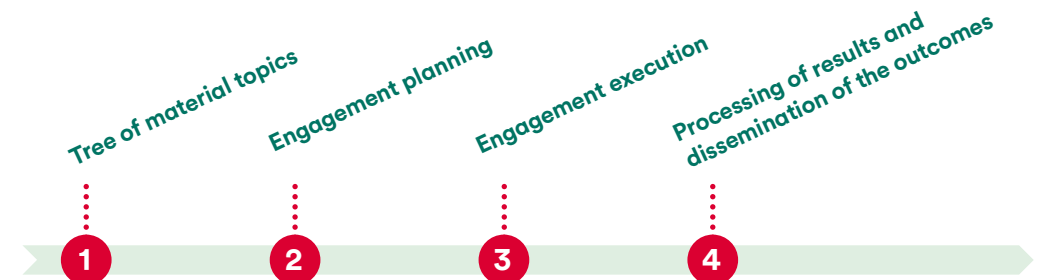 Tree of material topics
Engagement planning
Engagement execution
Processing of results and
dissemination of the outcomes
1
2
3
4